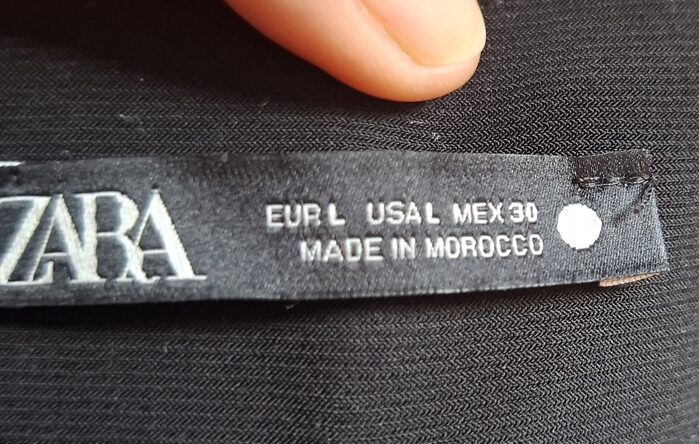 ZARA
EUR L USA L MEX 30
MADE IN MOROCCO